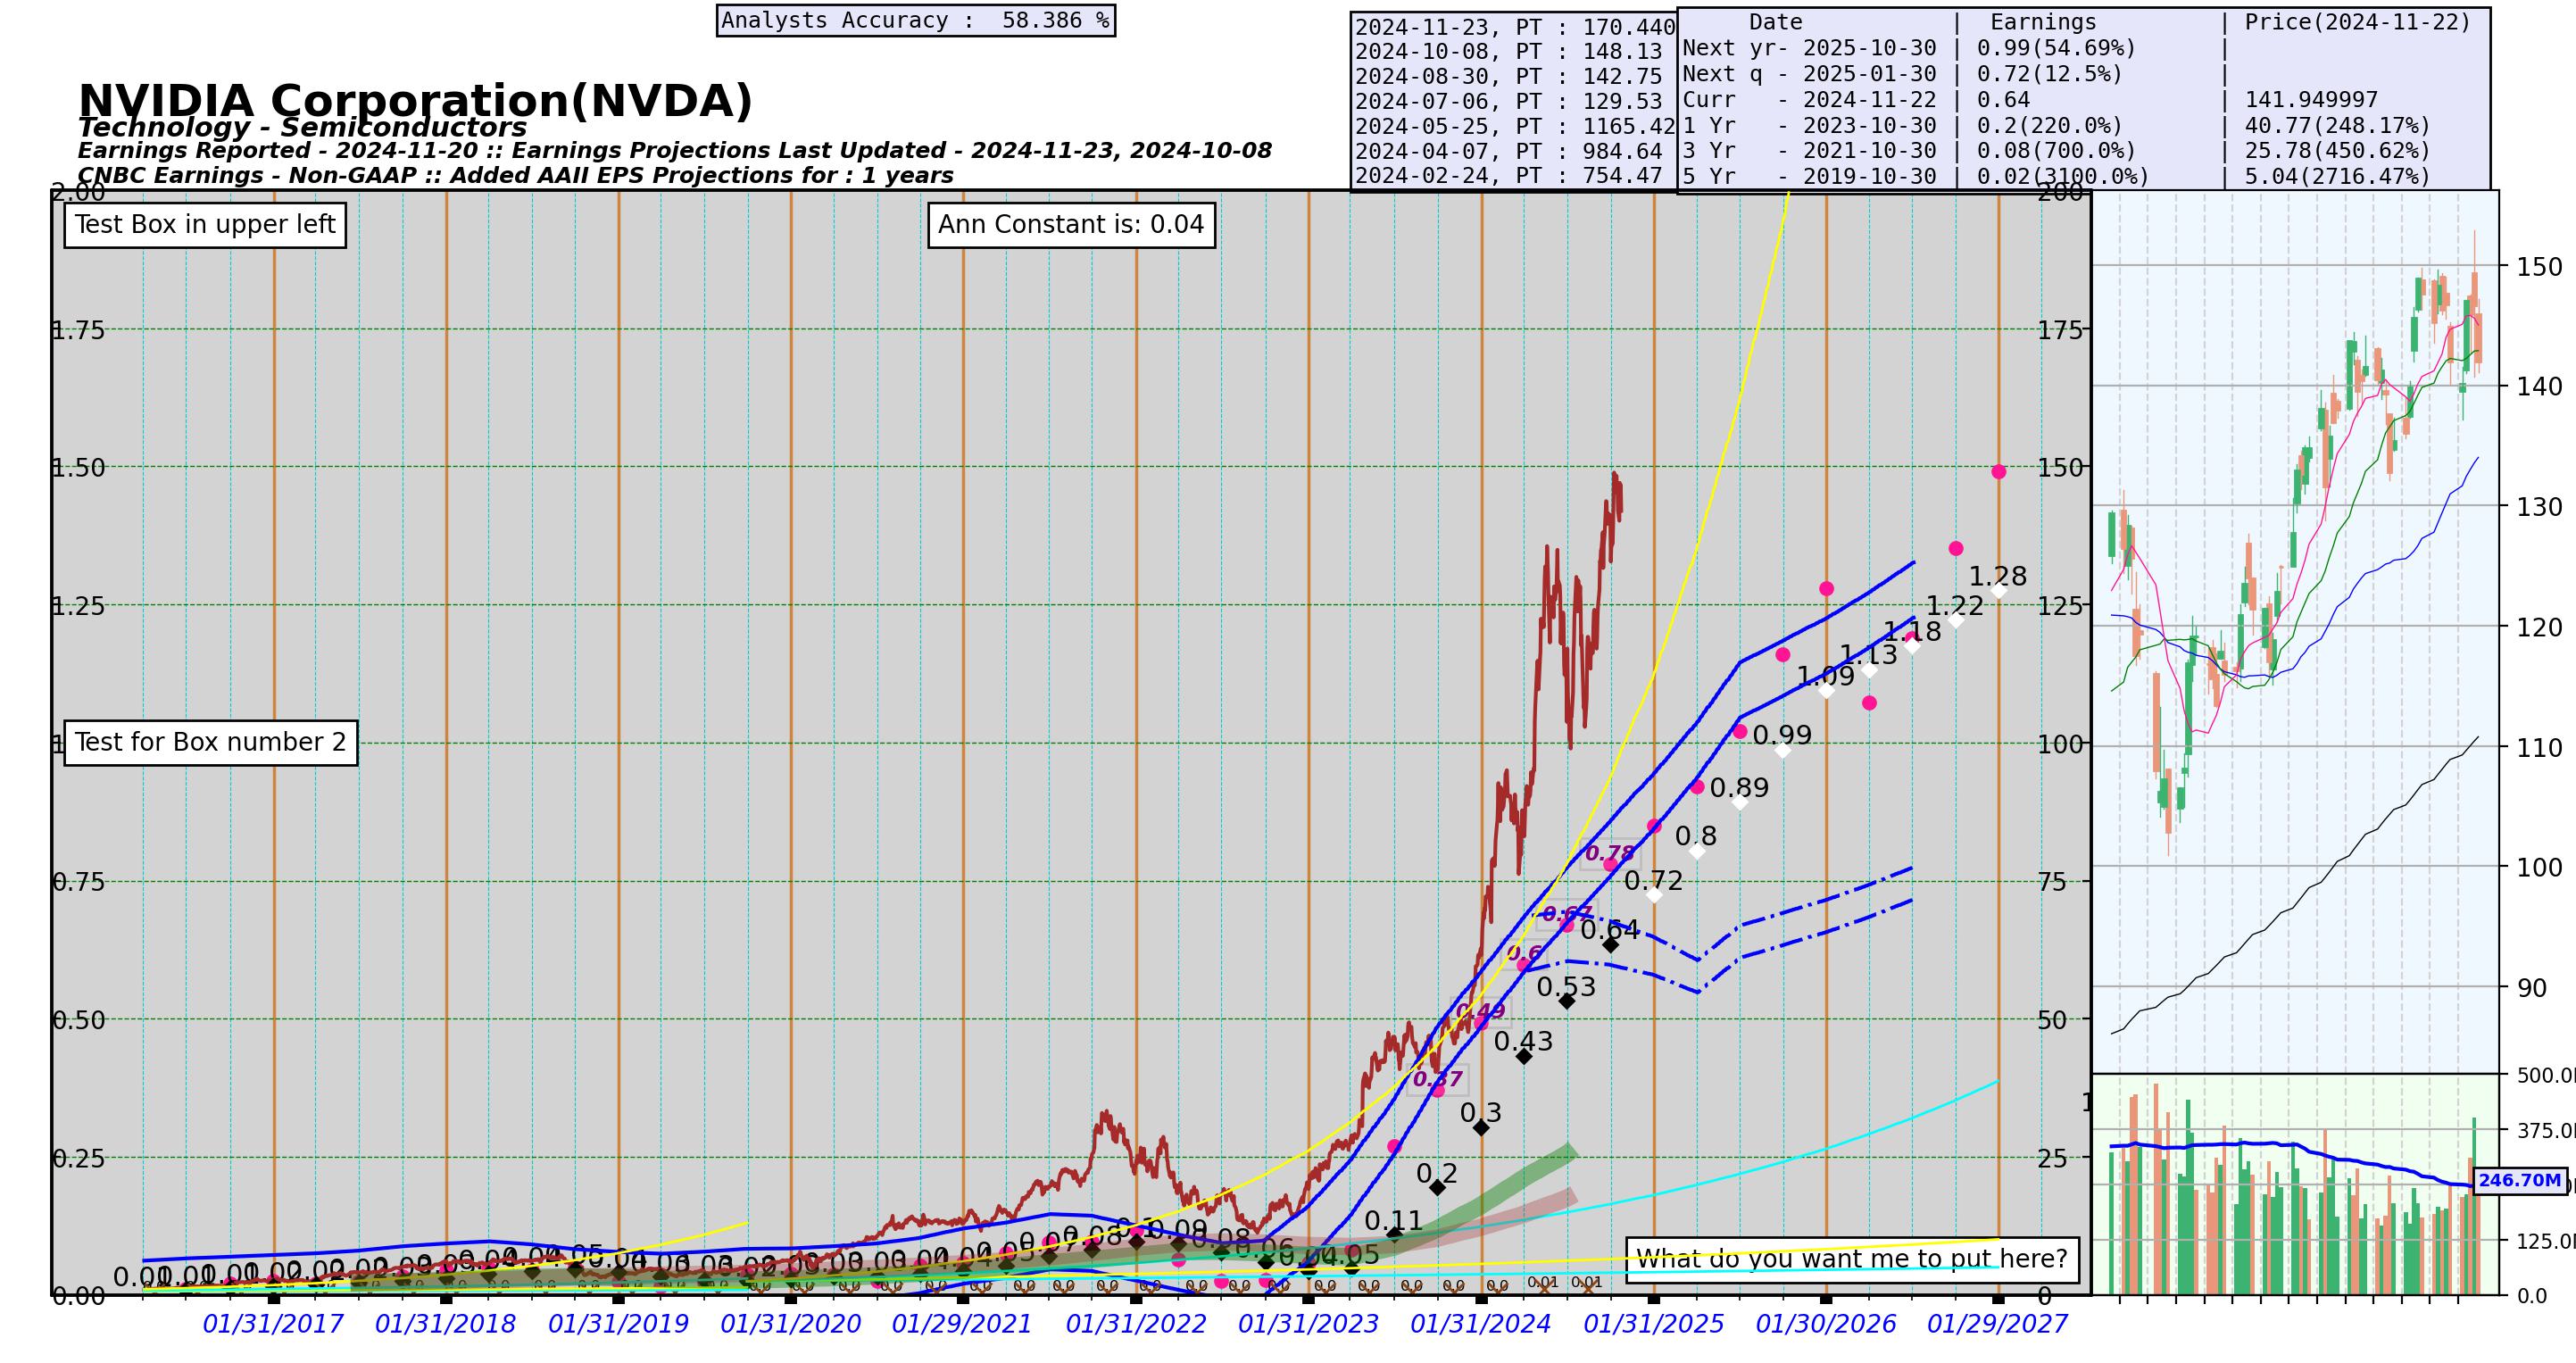 Analysts Accuracy :  58.386 %
2024-11-23, PT : 170.440
2024-10-08, PT : 148.13
2024-08-30, PT : 142.75
2024-07-06, PT : 129.53
2024-05-25, PT : 1165.42
2024-04-07, PT : 984.64
2024-02-24, PT : 754.47
Date | Earnings | Price(2024-11-22)
Next yr- 2025-10-30 | 0.99(54.69%) |
Next q - 2025-01-30 | 0.72(12.5%) |
Curr - 2024-11-22 | 0.64 | 141.949997
1 Yr - 2023-10-30 | 0.2(220.0%) | 40.77(248.17%)
3 Yr - 2021-10-30 | 0.08(700.0%) | 25.78(450.62%)
5 Yr - 2019-10-30 | 0.02(3100.0%) | 5.04(2716.47%)
NVIDIA Corporation(NVDA)
Technology - Semiconductors
Earnings Reported - 2024-11-20 :: Earnings Projections Last Updated - 2024-11-23, 2024-10-08
CNBC Earnings - Non-GAAP :: Added AAII EPS Projections for : 1 years
2.00
200
Test Box in upper left
Ann Constant is: 0.04
150
1.75
175
140
1.50
150
130
1.28
1.25
1.22
125
120
1.18
1.13
1.09
Test for Box number 2
0.99
100
110
0.89
0.8
0.78
0.75
0.72
75
100
0.67
0.64
0.6
0.53
90
0.49
0.50
0.43
50
0.37
500.0
0.3
375.0
0.25
0.2
25
246.70M
0.11
125.0
What do you want me to put here?
0.01 0.01
0.00
0
0.0
01/31/2017 01/31/2018 01/31/2019 01/31/2020 01/29/2021 01/31/2022 01/31/2023 01/31/2024 01/31/2025 01/30/2026 01/29/2027